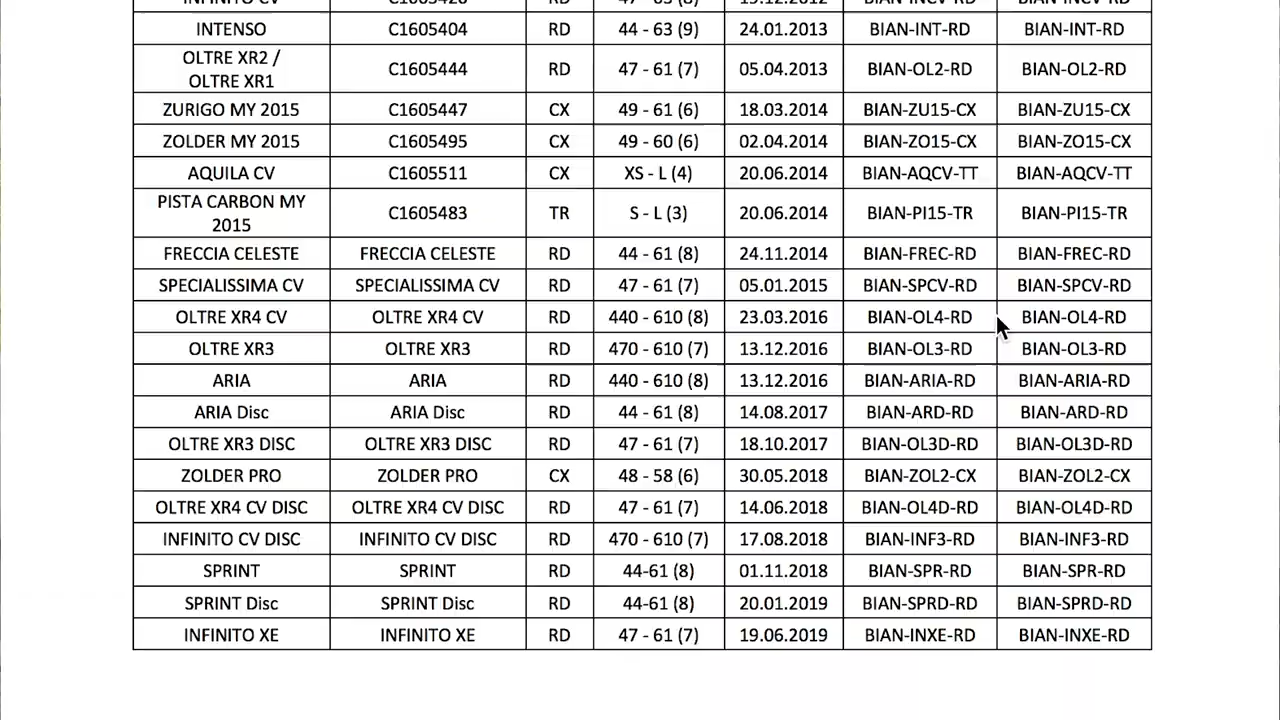 INFINITO CV C1605426 RD 47 - 63 (8) 19.12.2012 BIAN-INCV-RD BIAN-INCV-RD
INTENSO C1605404 RD 44 - 63 (9) 24.01.2013 BIAN-INT-RD BIAN-INT-RD
OLTRE XR2 /
OLTRE XR1 C1605444 RD 47 - 61 (7) 05.04.2013 BIAN-OL2-RD BIAN-OL2-RD
ZURIGO MY 2015 C1605447 CX 49 - 61 (6) 18.03.2014 BIAN-ZU15-CX BIAN-ZU15-CX
ZOLDER MY 2015 C1605495 CX 49 - 60 (6) 02.04.2014 BIAN-ZO15-CX BIAN-ZO15-CX
AQUILA CV C1605511 CX XS - L (4) 20.06.2014 BIAN-AQCV-TT BIAN-AQCV-TT
PISTA CARBON MY
2015 C1605483 TR S - L (3) 20.06.2014 BIAN-PI15-TR BIAN-PI15-TR
FRECCIA CELESTE FRECCIA CELESTE RD 44 - 61 (8) 24.11.2014 BIAN-FREC-RD BIAN-FREC-RD
SPECIALISSIMA CV SPECIALISSIMA CV RD 47 - 61 (7) 05.01.2015 BIAN-SPCV-RD BIAN-SPCV-RD
OLTRE XR4 CV OLTRE XR4 CV RD 440 - 610 (8) 23.03.2016 BIAN-OL4-RD BIAN-OL4-RD
OLTRE XR3 OLTRE XR3 RD 470 - 610 (7) 13.12.2016 BIAN-OL3-RD BIAN-OL3-RD
ARIA ARIA RD 440 - 610 (8) 13.12.2016 BIAN-ARIA-RD BIAN-ARIA-RD
ARIA Disc ARIA Disc RD 44 - 61 (8) 14.08.2017 BIAN-ARD-RD BIAN-ARD-RD
OLTRE XR3 DISC OLTRE XR3 DISC RD 47 - 61 (7) 18.10.2017 BIAN-OL3D-RD BIAN-OL3D-RD
ZOLDER PRO ZOLDER PRO CX 48 - 58 (6) 30.05.2018 BIAN-ZOL2-CX BIAN-ZOL2-CX
OLTRE XR4 CV DISC OLTRE XR4 CV DISC RD 47 - 61 (7) 14.06.2018 BIAN-OL4D-RD BIAN-OL4D-RD
INFINITO CV DISC INFINITO CV DISC RD 470 - 610 (7) 17.08.2018 BIAN-INF3-RD BIAN-INF3-RD
SPRINT SPRINT RD 44-61 (8) 01.11.2018 BIAN-SPR-RD BIAN-SPR-RD
SPRINT Disc SPRINT Disc RD 44-61 (8) 20.01.2019 BIAN-SPRD-RD BIAN-SPRD-RD
INFINITO XE INFINITO XE RD 47 - 61 (7) 19.06.2019 BIAN-INXE-RD BIAN-INXE-RD